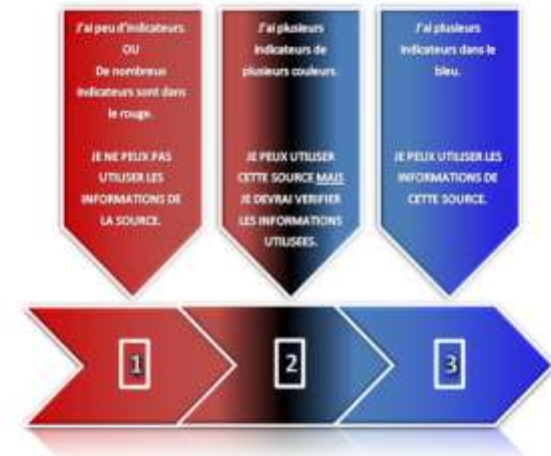 J'ai peu d'indicateurs.
OU
De nombreux
indicateurs sont dans
le rouge.
JE NE PEUX PAS
UTILISER LES
INFORMATIONS DE
LA SOURCE.
J'ai plusieurs
indicateurs de
plusieurs couleurs.
JE PEUX UTILISER
CETTE SOURCE MAIS
JE DEVRAI VERIFIER
LES INFORMATIONS
UTILISEES.
J'ai plusieurs
indicateurs dans le
bleu.
JE PEUX UTILISER LES
INFORMATIONS DE
CETTE SOURCE.
1
2
3